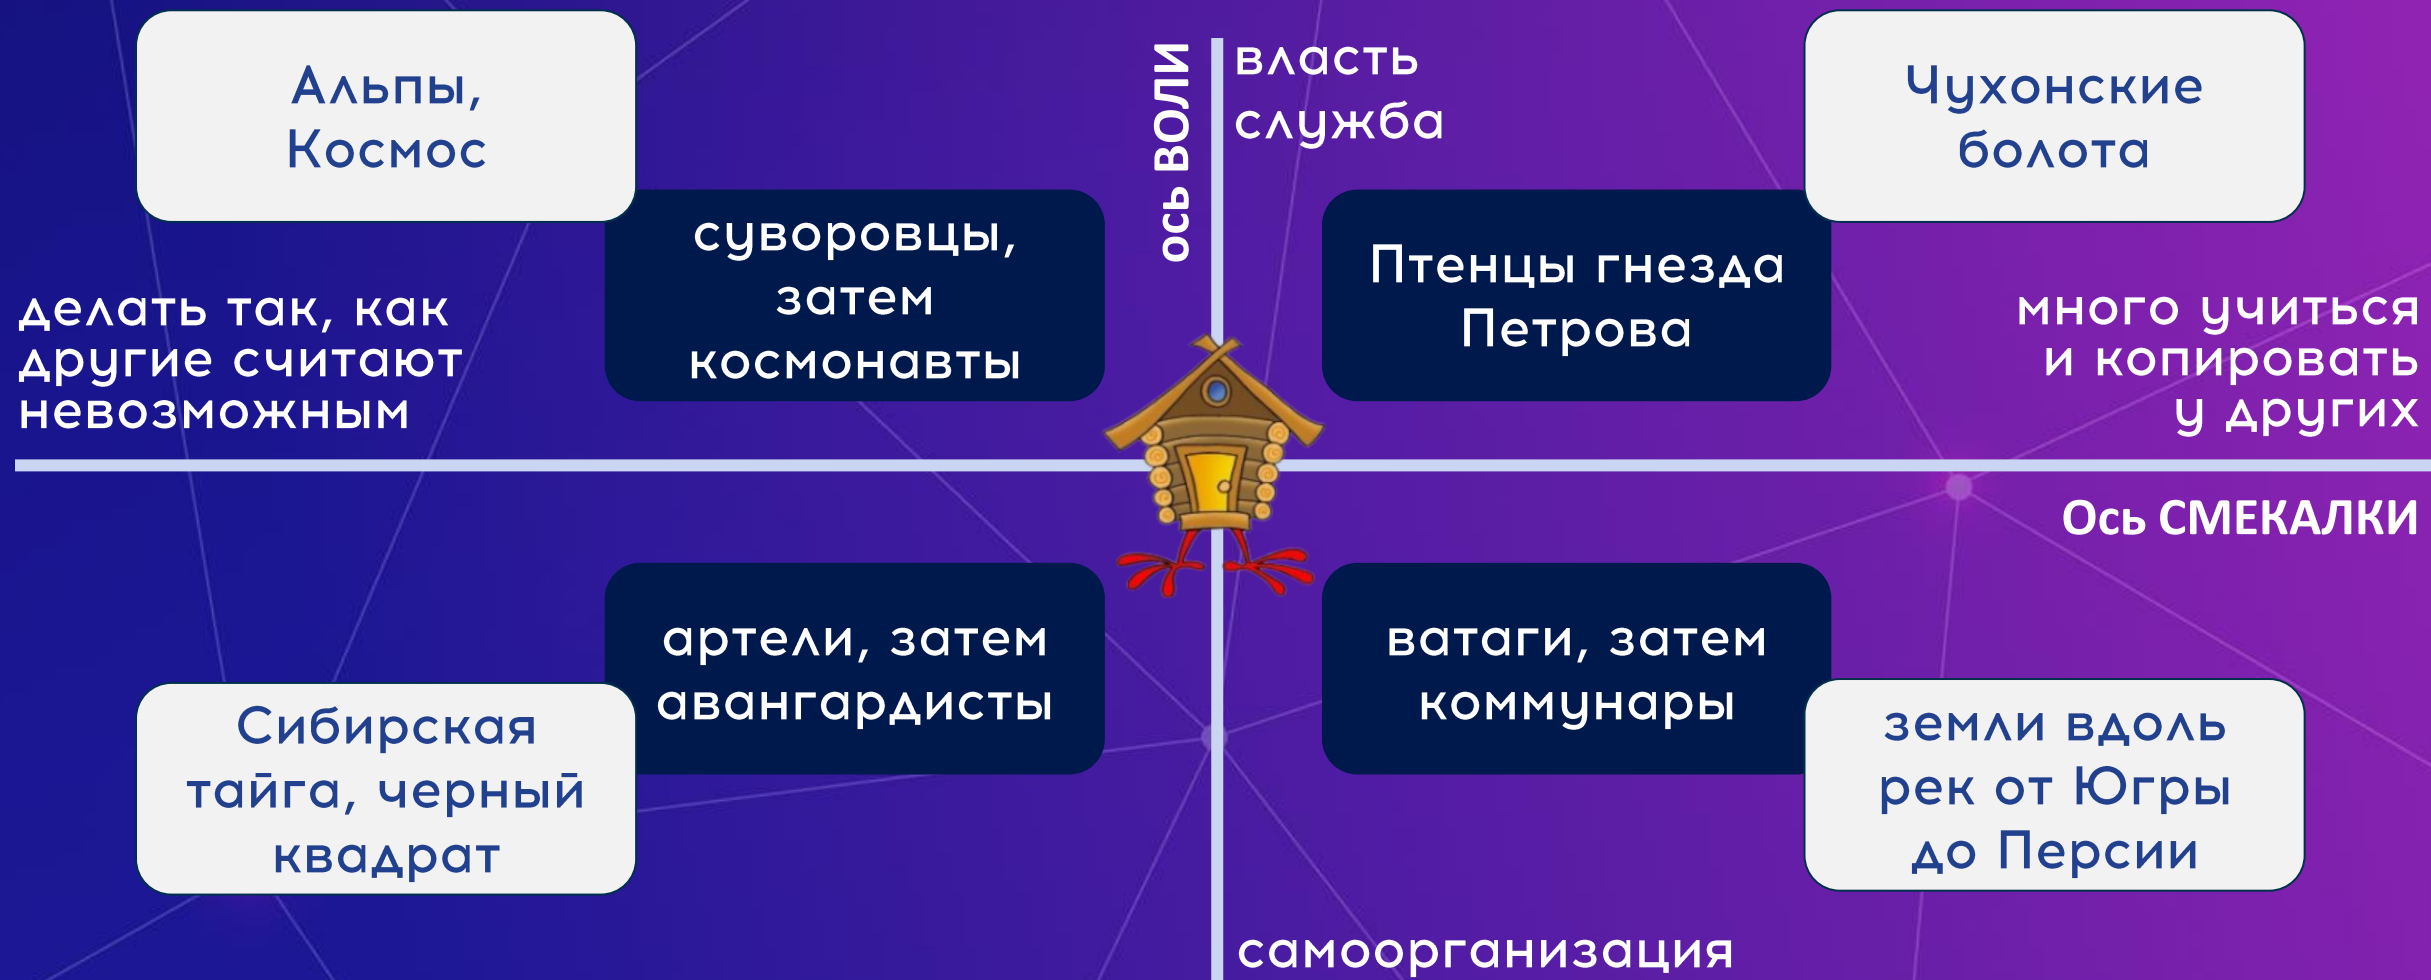 Альпы,
Космос
ось ВОЛИ
власть
служба
Чухонские
болота
суворовцы,
затем
космонавты
Птенцы гнезда
Петрова
делать так, как
другие считают
невозможным
много учиться
и копировать
у других
Ось СМЕКАЛКИ
артели, затем
авангардисты
ватаги, затем
коммунары
Сибирская
тайга, черный
квадрат
земли вдоль
рек от Югры
до Персии
самоорганизация